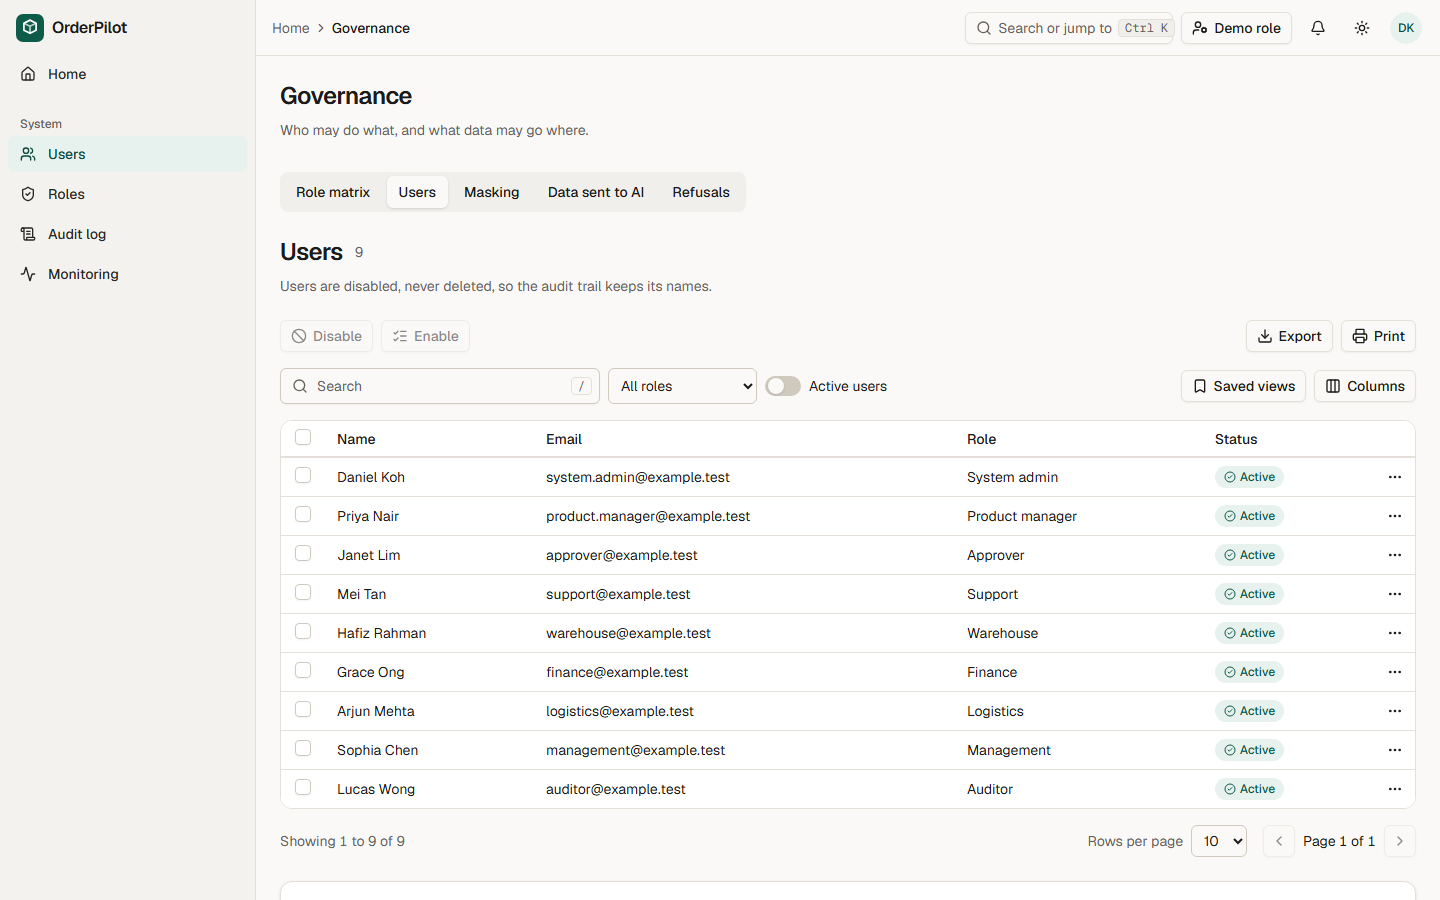 OrderPilot
Home
System
Users
Roles
Audit log
Monitoring
Home > Governance
Search or jump to Ctrl K
Demo role
DK
Governance
Who may do what, and what data may go where.
Role matrix Users Masking Data sent to AI Refusals
Users 9
Users are disabled, never deleted, so the audit trail keeps its names.
Disable Enable Export Print
Search / All roles Active users Saved views Columns
Name Email Role Status
Daniel Koh system.admin@example.test System admin Active
Priya Nair product.manager@example.test Product manager Active
Janet Lim approver@example.test Approver Active
Mei Tan support@example.test Support Active
Hafiz Rahman warehouse@example.test Warehouse Active
Grace Ong finance@example.test Finance Active
Arjun Mehta logistics@example.test Logistics Active
Sophia Chen management@example.test Management Active
Lucas Wong auditor@example.test Auditor Active
Showing 1 to 9 of 9 Rows per page 10 Page 1 of 1